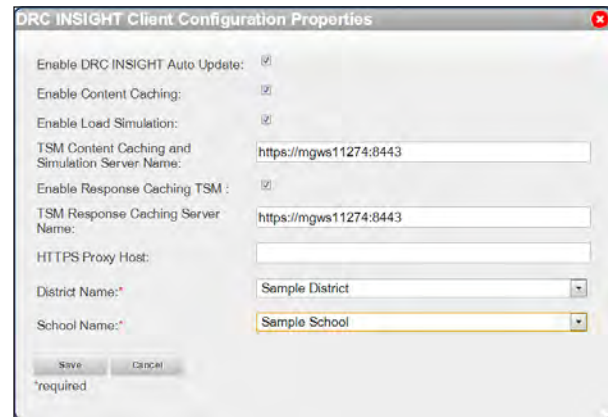 DRC INSIGHT Client Configuration Properties
Enable DRC INSIGHT Auto Update:
Enable Content Caching:
Enable Load Simulation:
TSM Content Caching and
Simulation Server Name:
https://mgws11274:8443
Enable Response Caching TSM :
TSM Response Caching Server
Name:
https://mgws11274:8443
HTTPS Proxy Host:
District Name:* Sample District
School Name:* Sample School
Save Cancel
*required